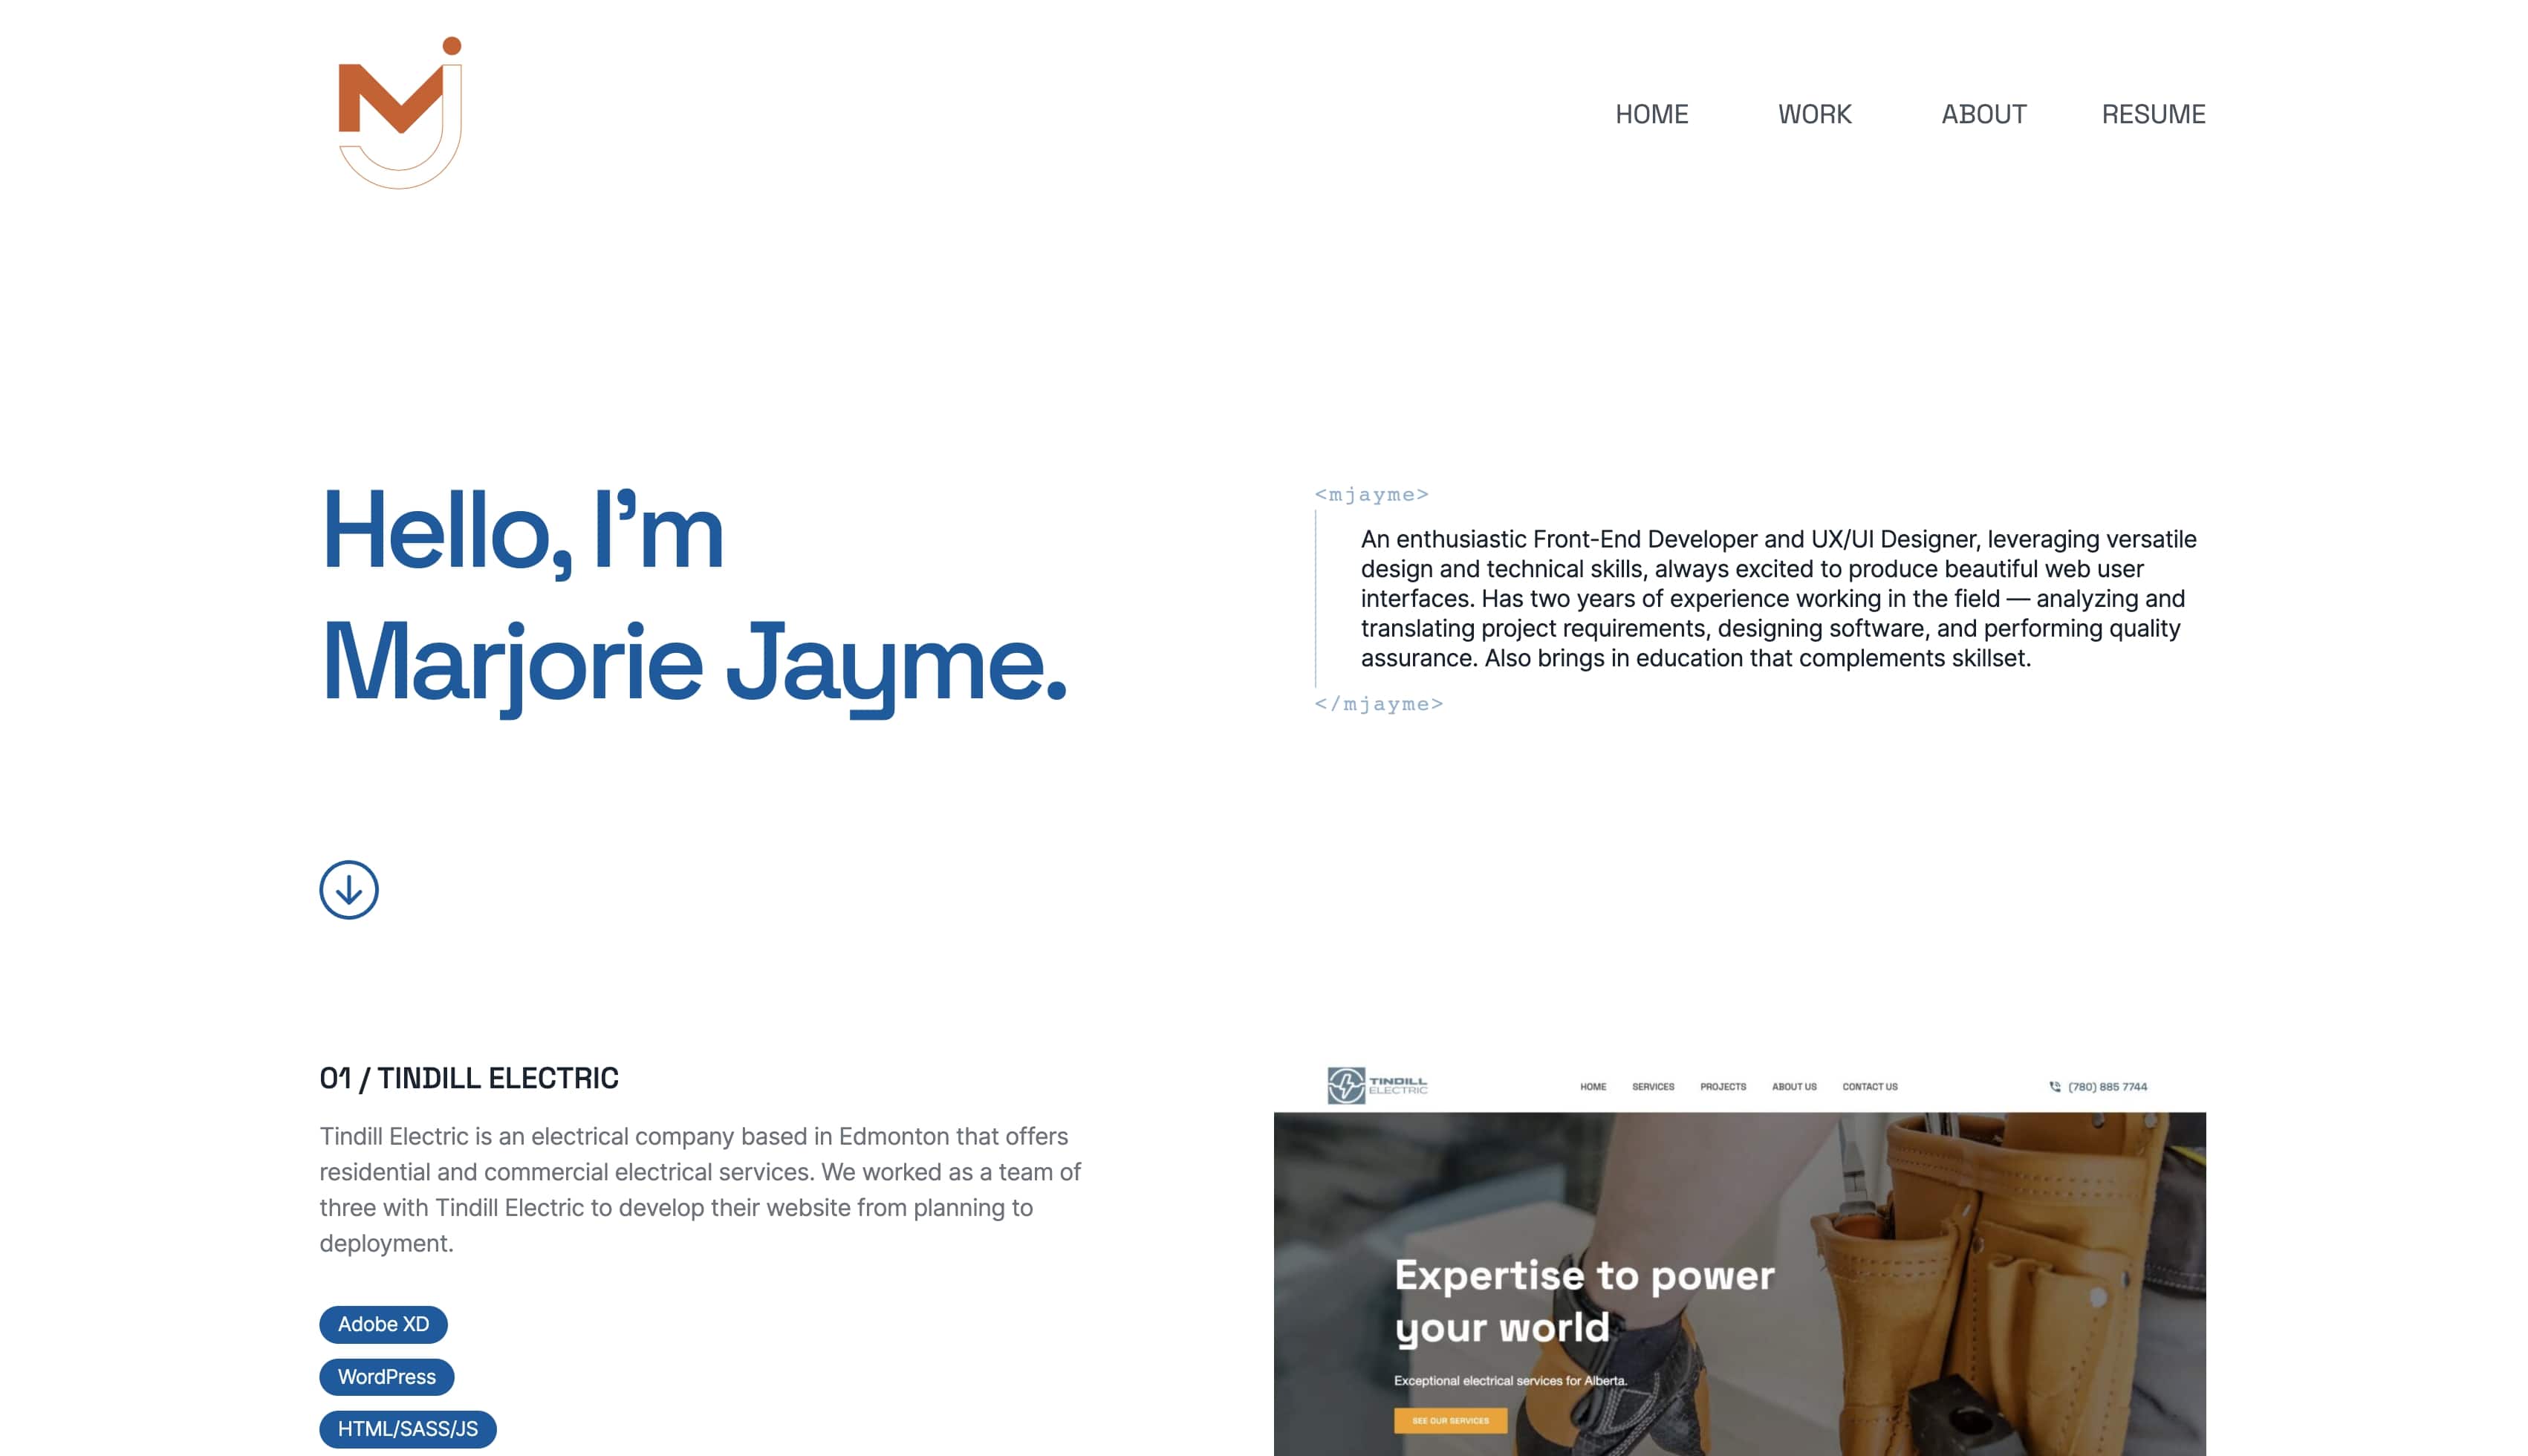 HOME WORK ABOUT RESUME
Hello, I'm
Marjorie Jayme.
<mjayme>
An enthusiastic Front-End Developer and UX/UI Designer, leveraging versatile
design and technical skills, always excited to produce beautiful web user
interfaces. Has two years of experience working in the field — analyzing and
translating project requirements, designing software, and performing quality
assurance. Also brings in education that complements skillset.
</mjayme>
01 / TINDILL ELECTRIC
Tindill Electric is an electrical company based in Edmonton that offers
residential and commercial electrical services. We worked as a team of
three with Tindill Electric to develop their website from planning to
deployment.
Adobe XD
WordPress
HTML/SASS/JS
TINDILL
ELECTRIC
HOME SERVICES PROJECTS ABOUT US CONTACT US
(780) 885 7744
Expertise to power
your world
Exceptional electrical services for Alberta.
SEE OUR SERVICES